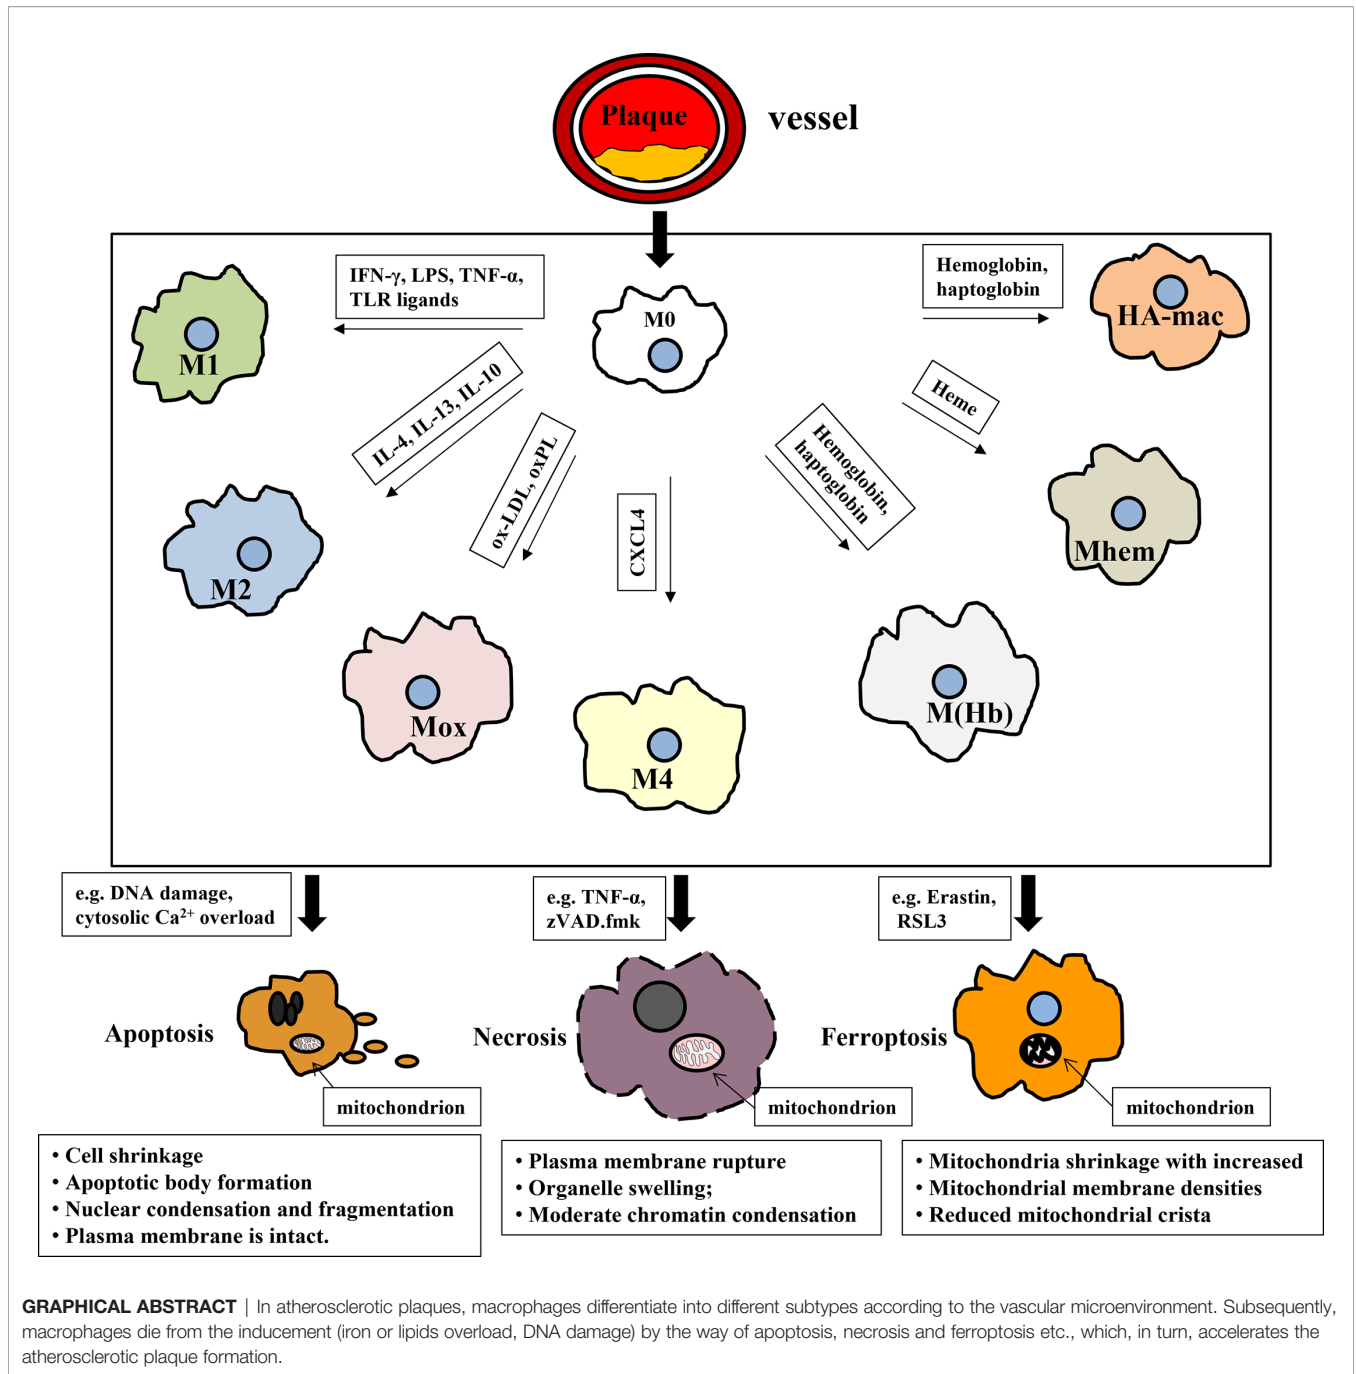 Plaque
vessel
IFN-γ, LPS, TNF-α,
TLR ligands
M0
Hemoglobin,
haptoglobin
HA-mac
M1
IL-4, IL-13, IL-10
ox-LDL, oxPL
CXCL4
Hemoglobin,
haptoglobin
Heme
Mhem
M2
Mox
M4
M(Hb)
e.g. DNA damage,
cytosolic Ca²⁺ overload
e.g. TNF-α,
zVAD.fmk
e.g. Erastin,
RSL3
Apoptosis
Necrosis
Ferroptosis
mitochondrion
mitochondrion
mitochondrion
• Cell shrinkage
• Apoptotic body formation
• Nuclear condensation and fragmentation
• Plasma membrane is intact.
• Plasma membrane rupture
• Organelle swelling;
• Moderate chromatin condensation
• Mitochondria shrinkage with increased
• Mitochondrial membrane densities
• Reduced mitochondrial crista
GRAPHICAL ABSTRACT | In atherosclerotic plaques, macrophages differentiate into different subtypes according to the vascular microenvironment. Subsequently,
macrophages die from the inducement (iron or lipids overload, DNA damage) by the way of apoptosis, necrosis and ferroptosis etc., which, in turn, accelerates the
atherosclerotic plaque formation.